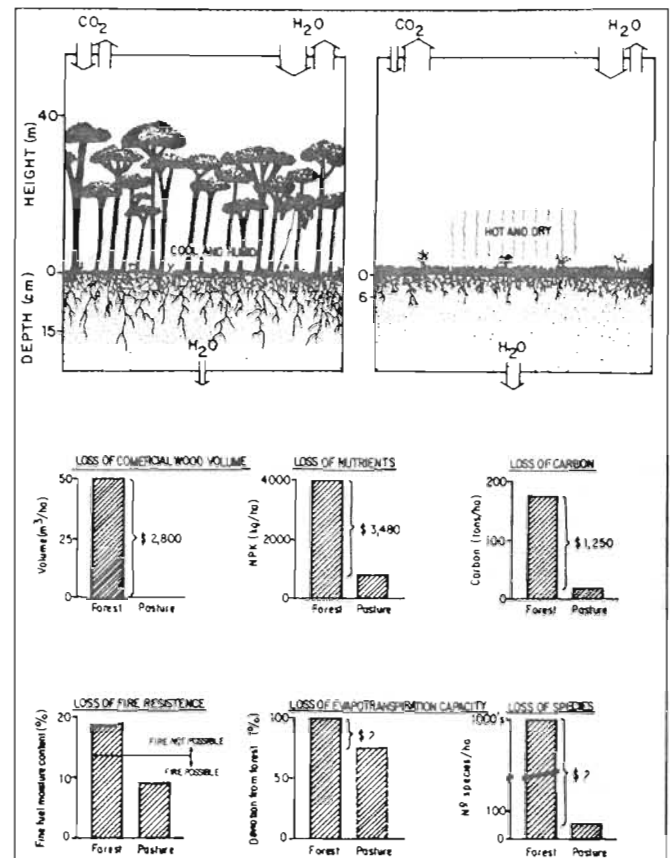 CO2 H2O CO2 H2O
HEIGHT (m)
40
0
COOL AND HUMID
HOT AND DRY
0
6
DEPTH (cm)
15
H2O H2O
LOSS OF COMERCIAL WOOD VOLUME
Volume (m³/ha)
50
25
0
$ 2,800
Forest Pasture
LOSS OF NUTRIENTS
NPK (kg/ha)
4000
2000
0
$ 3,480
Forest Pasture
LOSS OF CARBON
Carbon (tons/ha)
200
100
0
$ 1,250
Forest Pasture
LOSS OF FIRE RESISTENCE
Fine fuel moisture content (%)
20
10
0
FIRE NOT POSSIBLE
FIRE POSSIBLE
Forest Pasture
LOSS OF EVAPOTRANSPIRATION CAPACITY
Deviation from forest (%)
100
50
0
$ ?
Forest Pasture
LOSS OF SPECIES
Nº species/ha
1000's
100
0
$ ?
Forest Pasture